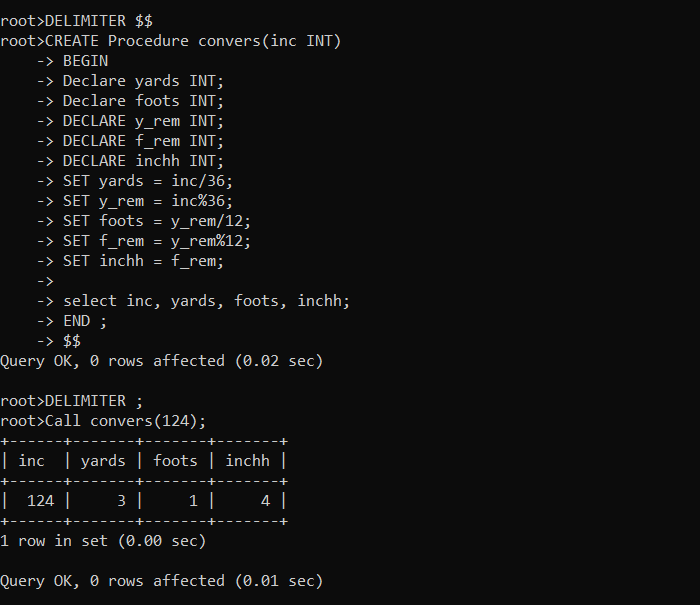 root>DELIMITER $$
root>CREATE Procedure convers(inc INT)
    -> BEGIN
    -> Declare yards INT;
    -> Declare foots INT;
    -> DECLARE y_rem INT;
    -> DECLARE f_rem INT;
    -> DECLARE inchh INT;
    -> SET yards = inc/36;
    -> SET y_rem = inc%36;
    -> SET foots = y_rem/12;
    -> SET f_rem = y_rem%12;
    -> SET inchh = f_rem;
    ->
    -> select inc, yards, foots, inchh;
    -> END ;
    -> $$
Query OK, 0 rows affected (0.02 sec)

root>DELIMITER ;
root>Call convers(124);
+------+-------+-------+-------+
| inc  | yards | foots | inchh |
+------+-------+-------+-------+
|  124 |     3 |     1 |     4 |
+------+-------+-------+-------+
1 row in set (0.00 sec)

Query OK, 0 rows affected (0.01 sec)